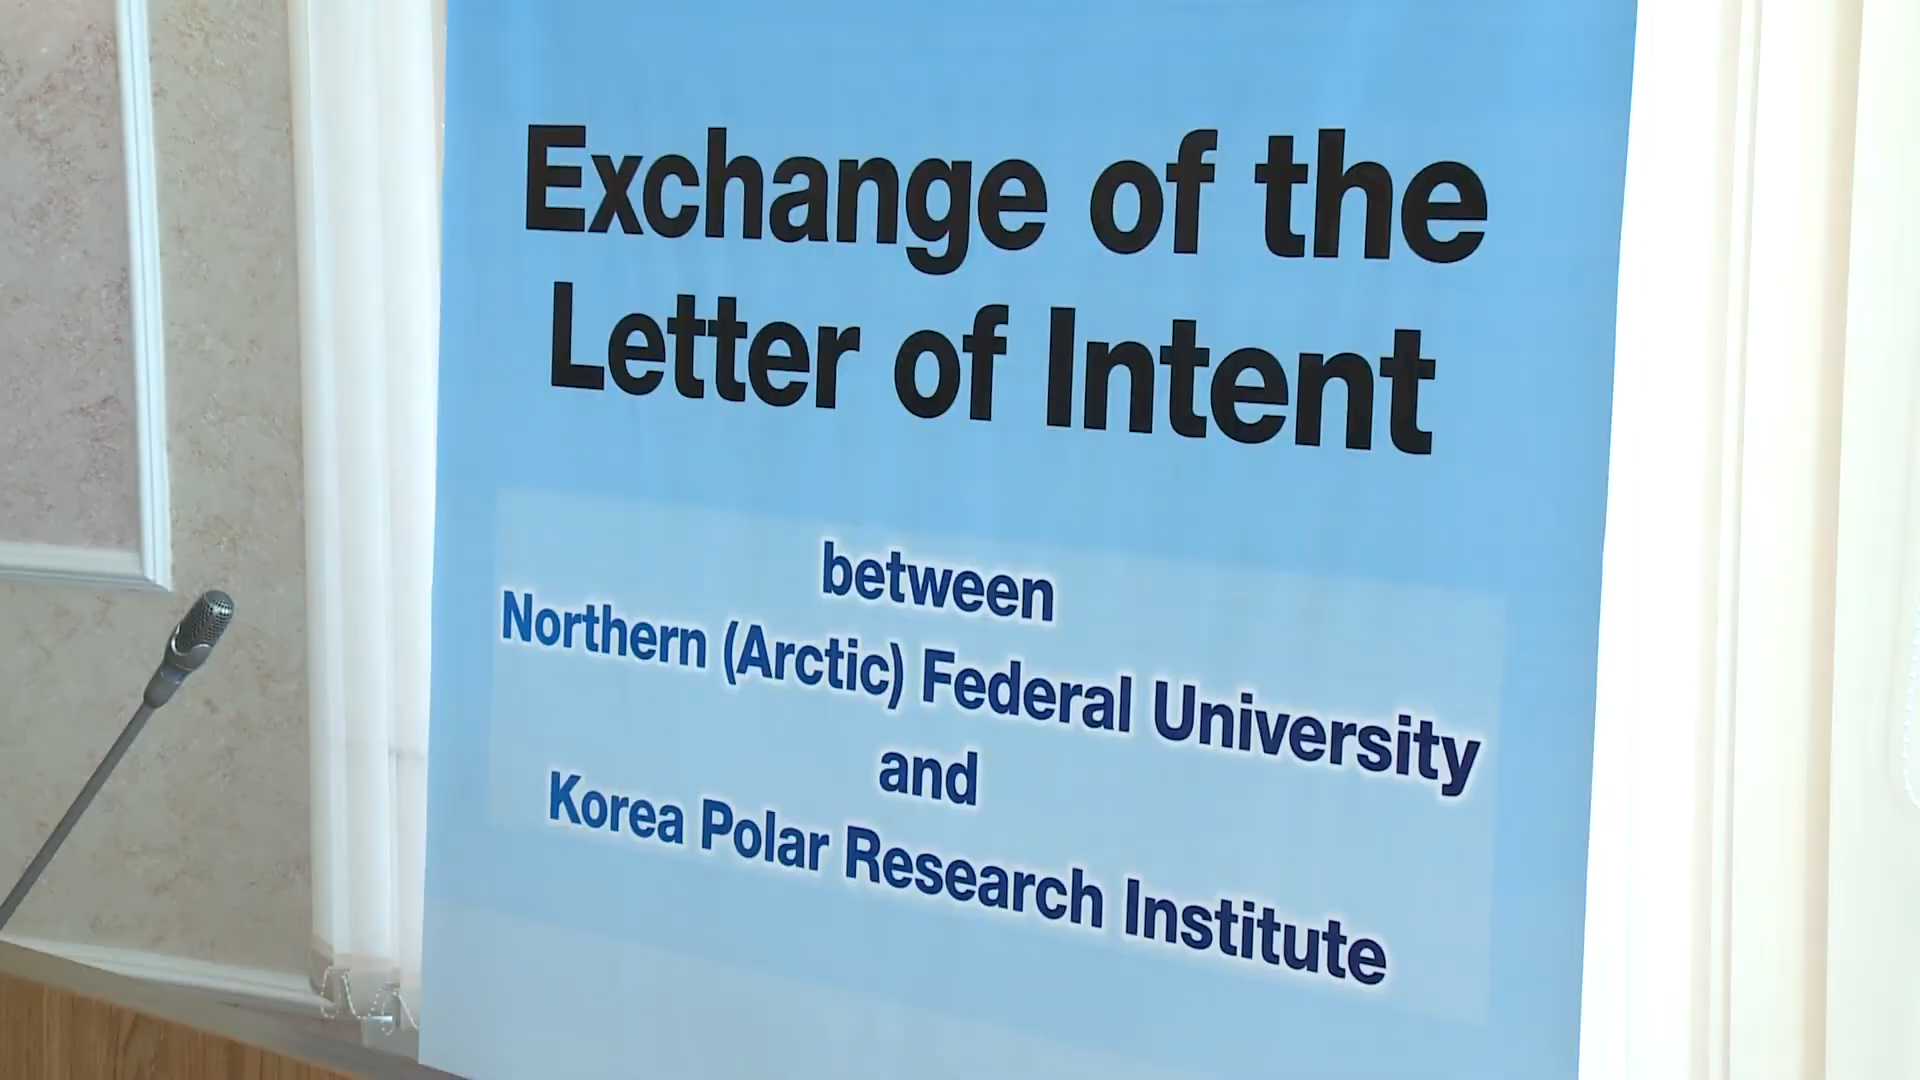 Exchange of the
Letter of Intent
between
Northern (Arctic) Federal University
and
Korea Polar Research Institute